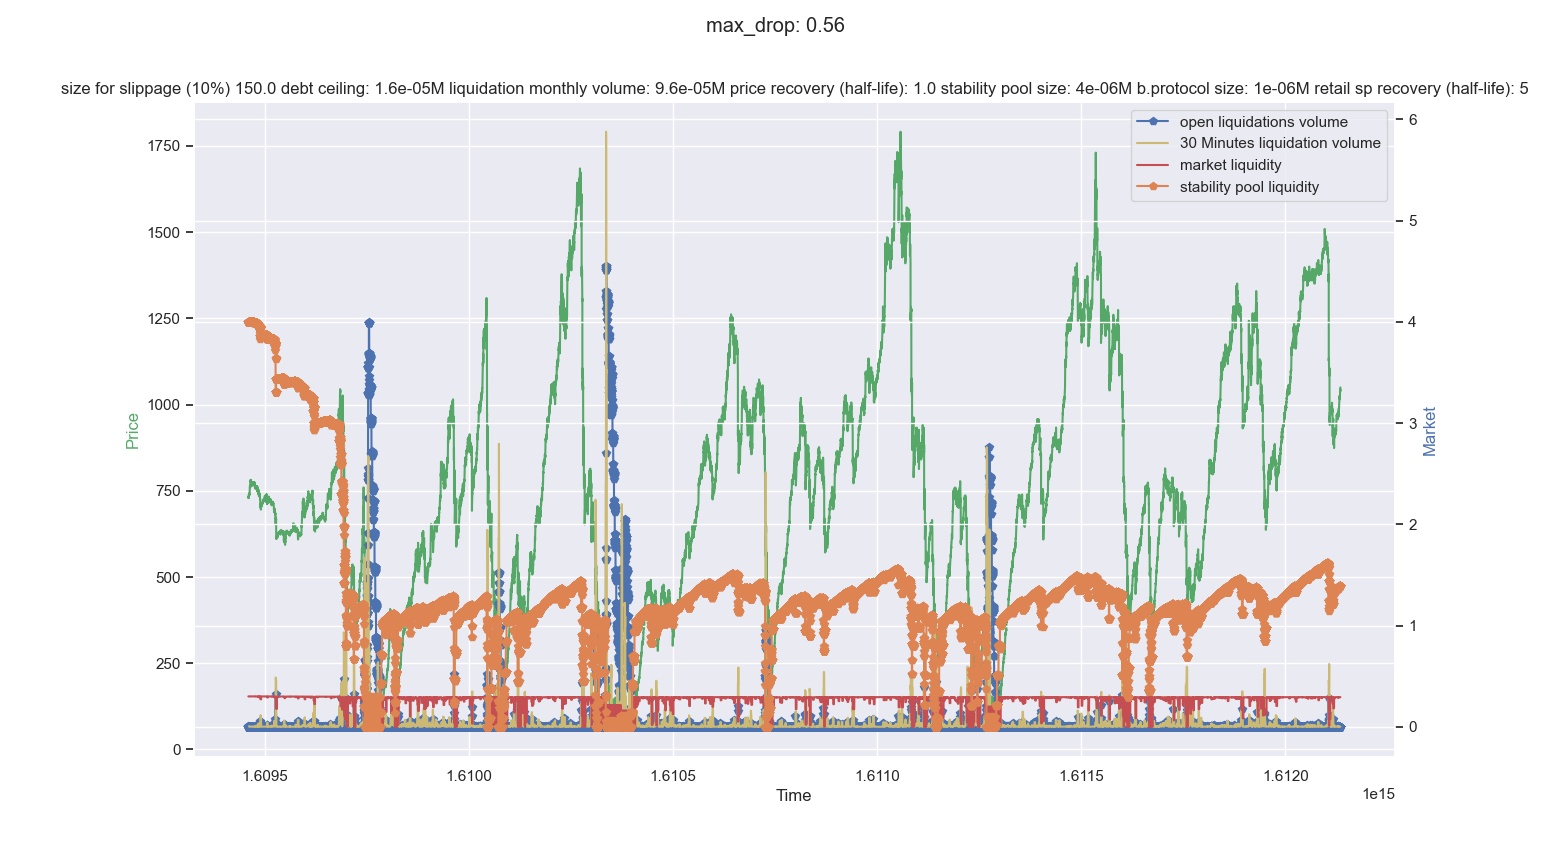 max_drop: 0.56
size for slippage (10%) 150.0 debt ceiling: 1.6e-05M liquidation monthly volume: 9.6e-05M price recovery (half-life): 1.0 stability pool size: 4e-06M b.protocol size: 1e-06M retail sp recovery (half-life): 5
open liquidations volume
30 Minutes liquidation volume
market liquidity
stability pool liquidity
Price
1750
1500
1250
1000
750
500
250
0
Market
6
5
4
3
2
1
0
1.6095 1.6100 1.6105 1.6110 1.6115 1.6120
Time
1e15